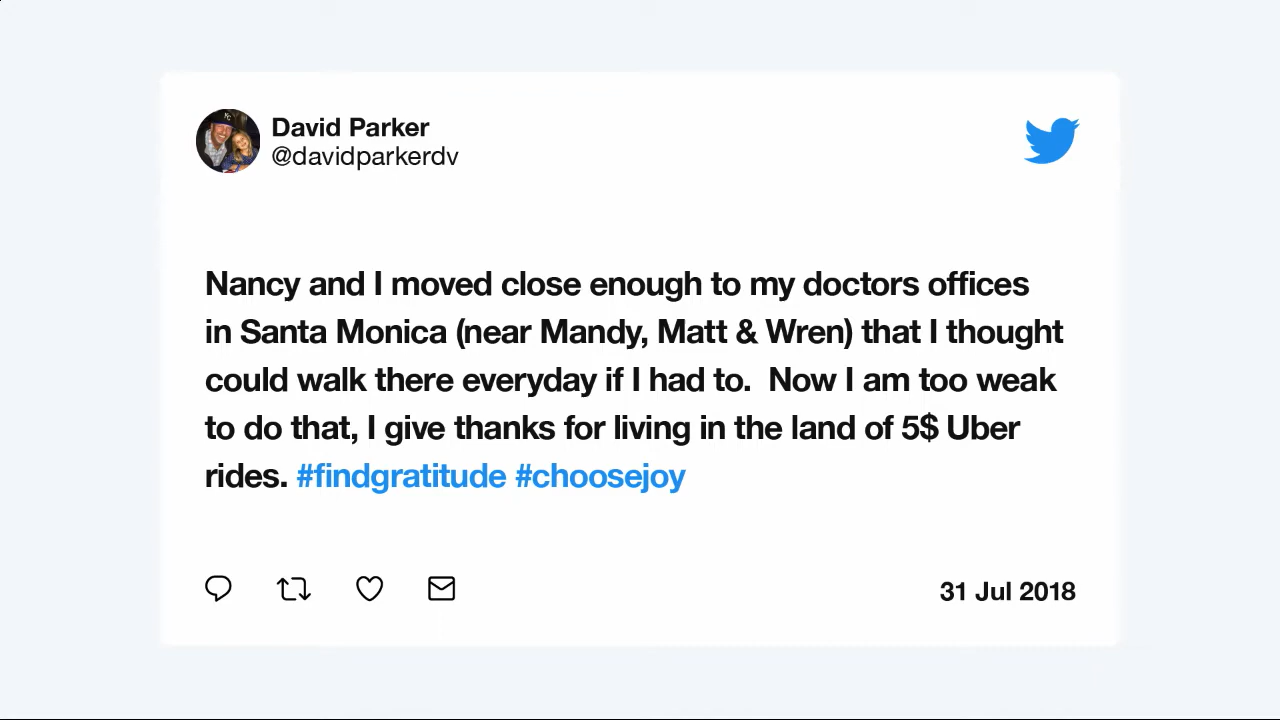 David Parker
@davidparkerdv
Nancy and I moved close enough to my doctors offices
in Santa Monica (near Mandy, Matt & Wren) that I thought
could walk there everyday if I had to.  Now I am too weak
to do that, I give thanks for living in the land of 5$ Uber
rides. #findgratitude #choosejoy
31 Jul 2018